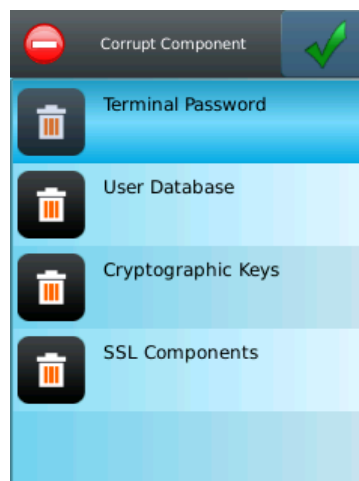 Corrupt Component
Terminal Password
User Database
Cryptographic Keys
SSL Components